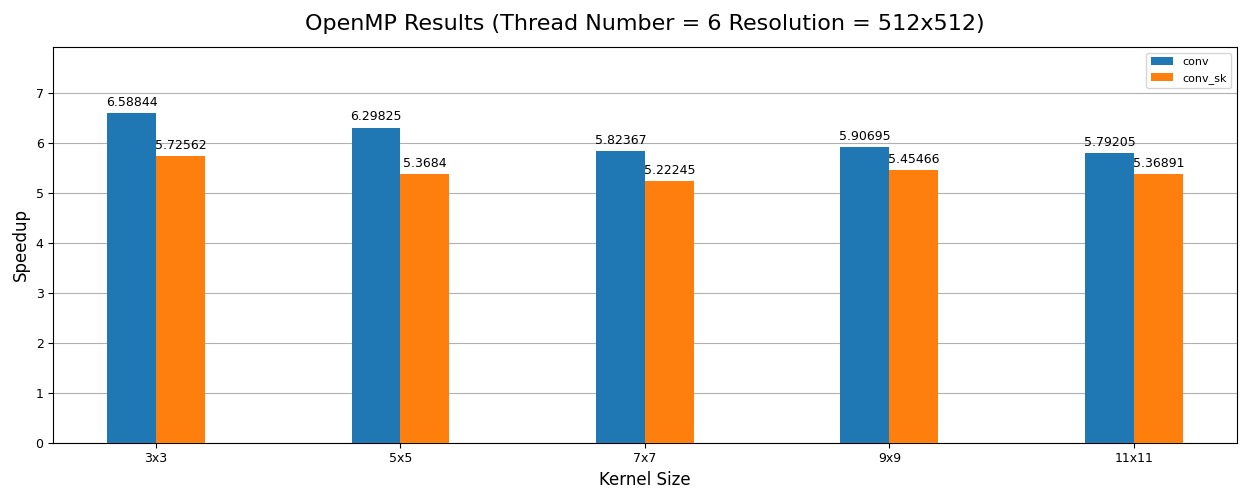 OpenMP Results (Thread Number = 6 Resolution = 512x512)
conv
conv_sk
Speedup
7
6
5
4
3
2
1
0
6.58844
5.72562
6.29825
5.3684
5.82367
5.22245
5.90695
5.45466
5.79205
5.36891
3x3
5x5
7x7
9x9
11x11
Kernel Size